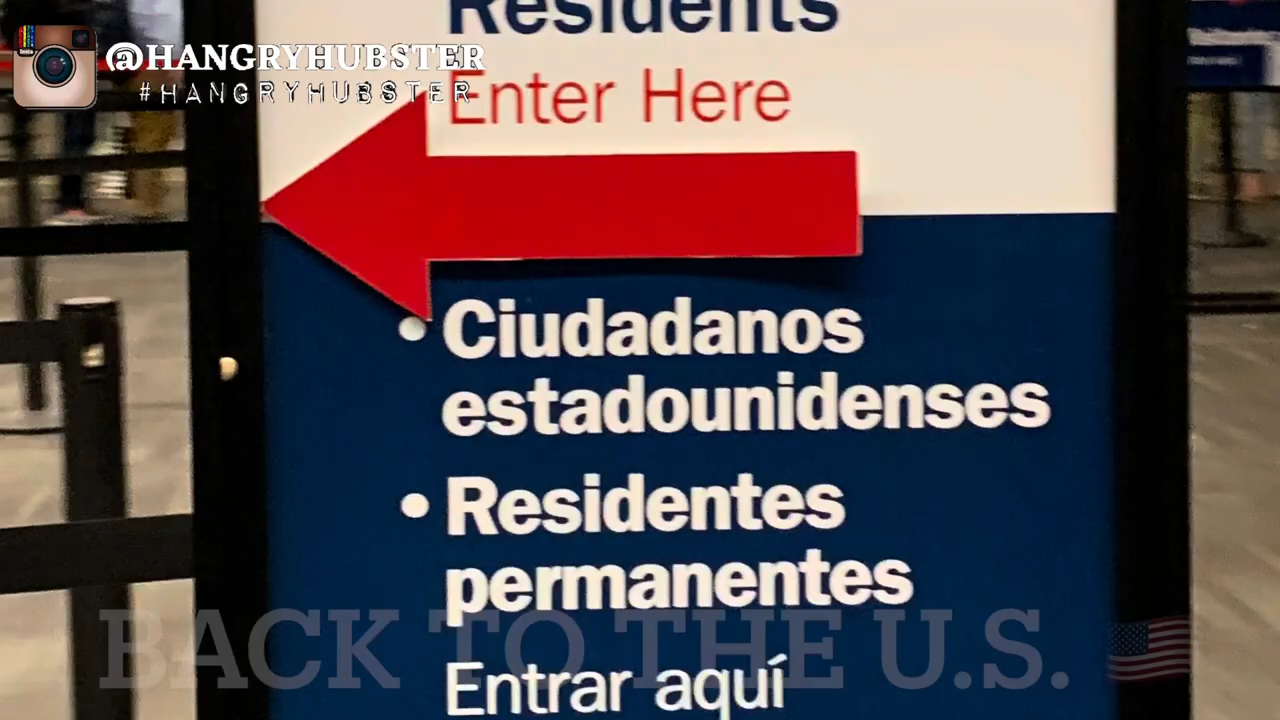 Residents
@HANGRYHUBSTER
#HANGRYHUBSTER
Enter Here
• Ciudadanos
estadounidenses
• Residentes
permanentes
Entrar aquí
BACK TO THE U.S.